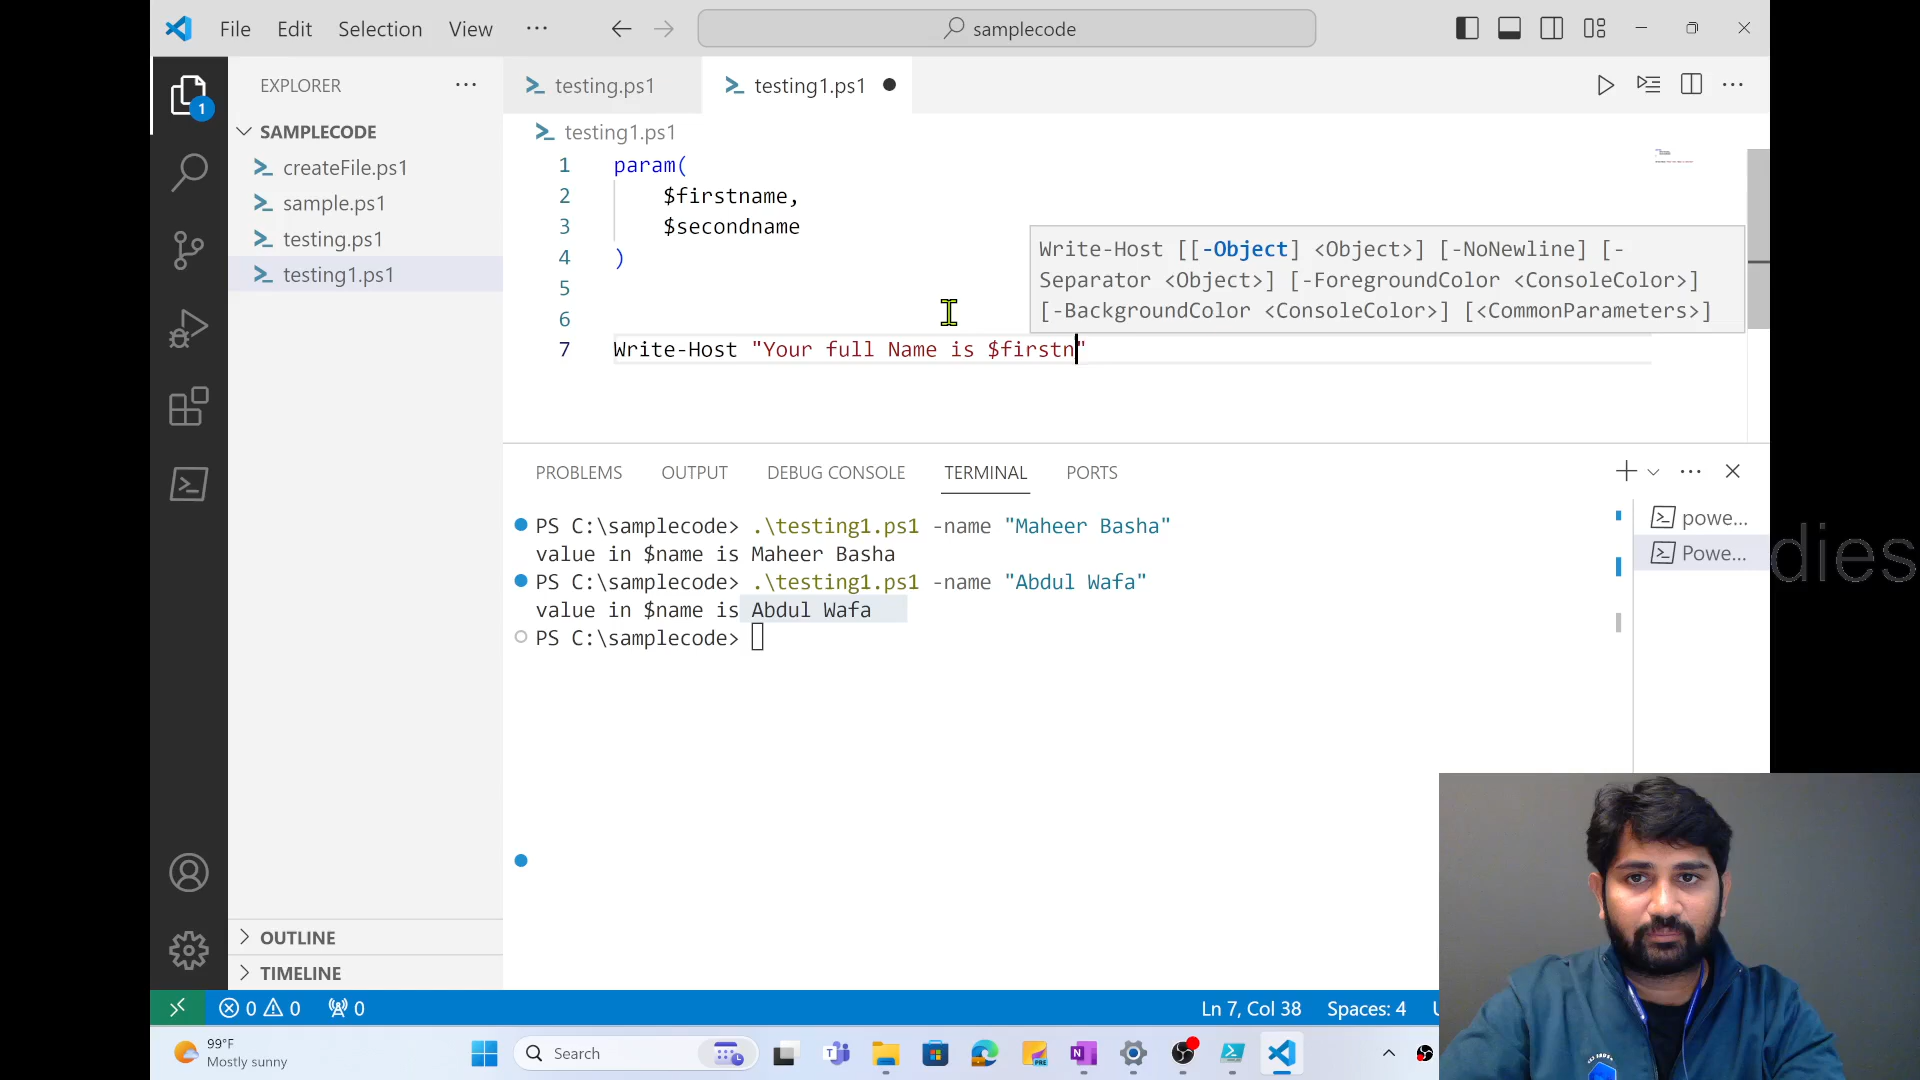 File Edit Selection View ··· samplecode
EXPLORER ···
testing.ps1
testing1.ps1
1
SAMPLECODE
createFile.ps1
sample.ps1
testing.ps1
testing1.ps1
testing1.ps1
1 param(
2 $firstname,
3 $secondname
4 )
5
6
7 Write-Host "Your full Name is $firstn"
Write-Host [[-Object] <Object>] [-NoNewline] [-
Separator <Object>] [-ForegroundColor <ConsoleColor>]
[-BackgroundColor <ConsoleColor>] [<CommonParameters>]
PROBLEMS OUTPUT DEBUG CONSOLE TERMINAL PORTS
PS C:\samplecode> .\testing1.ps1 -name "Maheer Basha"
value in $name is Maheer Basha
PS C:\samplecode> .\testing1.ps1 -name "Abdul Wafa"
value in $name is Abdul Wafa
PS C:\samplecode>
powe...
Powe...
dies
OUTLINE
TIMELINE
0 0 0 Ln 7, Col 38 Spaces: 4
99°F
Mostly sunny
Search
PRE